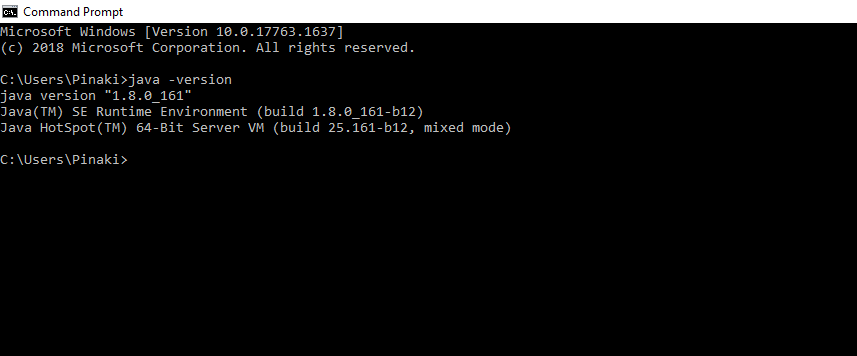 Command Prompt
Microsoft Windows [Version 10.0.17763.1637]
(c) 2018 Microsoft Corporation. All rights reserved.
C:\Users\Pinaki>java -version
java version "1.8.0_161"
Java(TM) SE Runtime Environment (build 1.8.0_161-b12)
Java HotSpot(TM) 64-Bit Server VM (build 25.161-b12, mixed mode)
C:\Users\Pinaki>